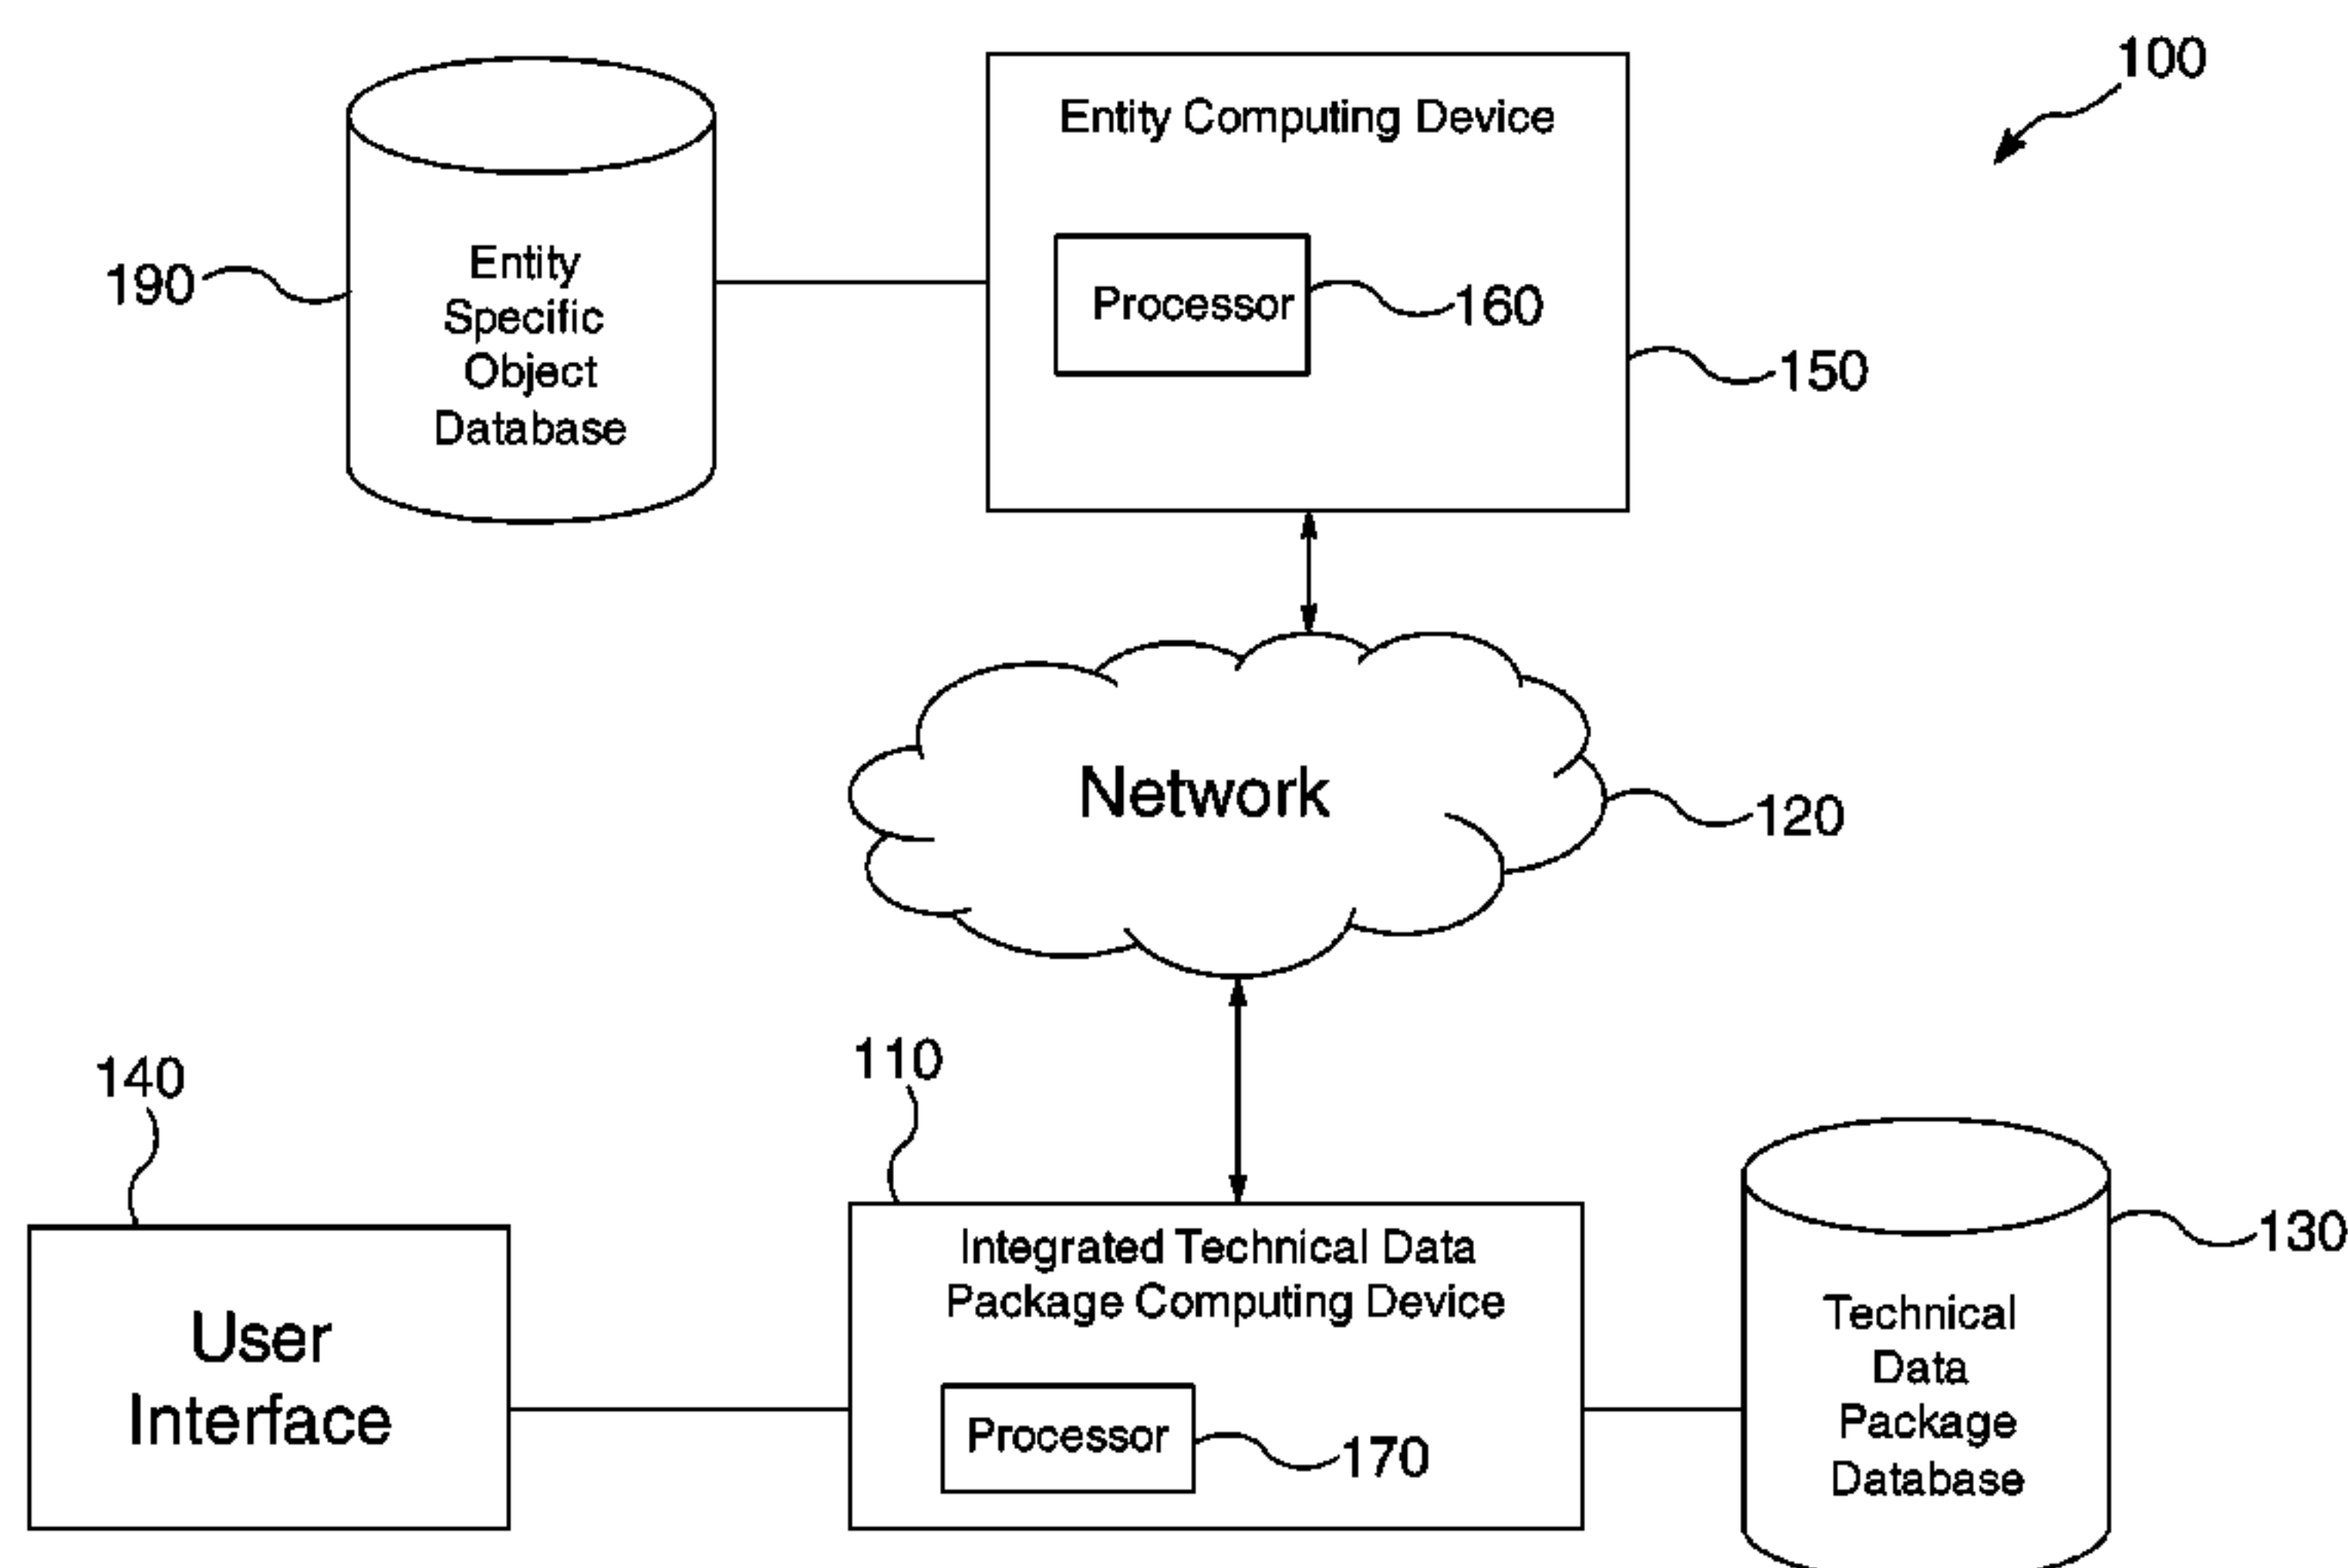 100
Entity Computing Device
190
Entity
Specific
Object
Database
Processor
160
150
Network
120
140
110
130
User
Interface
Integrated Technical Data
Package Computing Device
Processor
170
Technical
Data
Package
Database